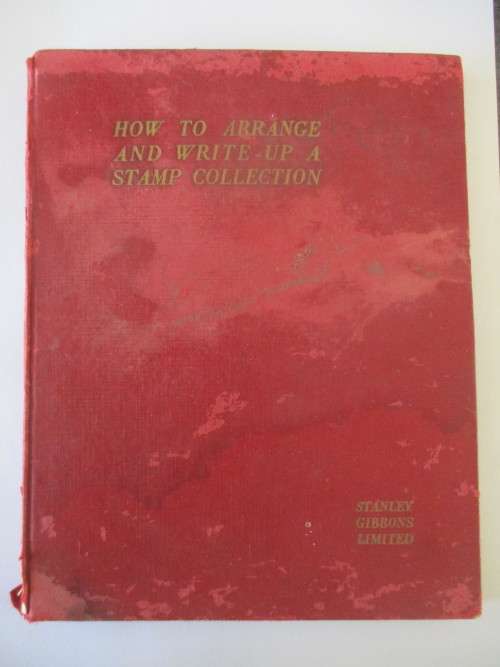 HOW TO ARRANGE
AND WRITE-UP A
STAMP COLLECTION
STANLEY
GIBBONS
LIMITED